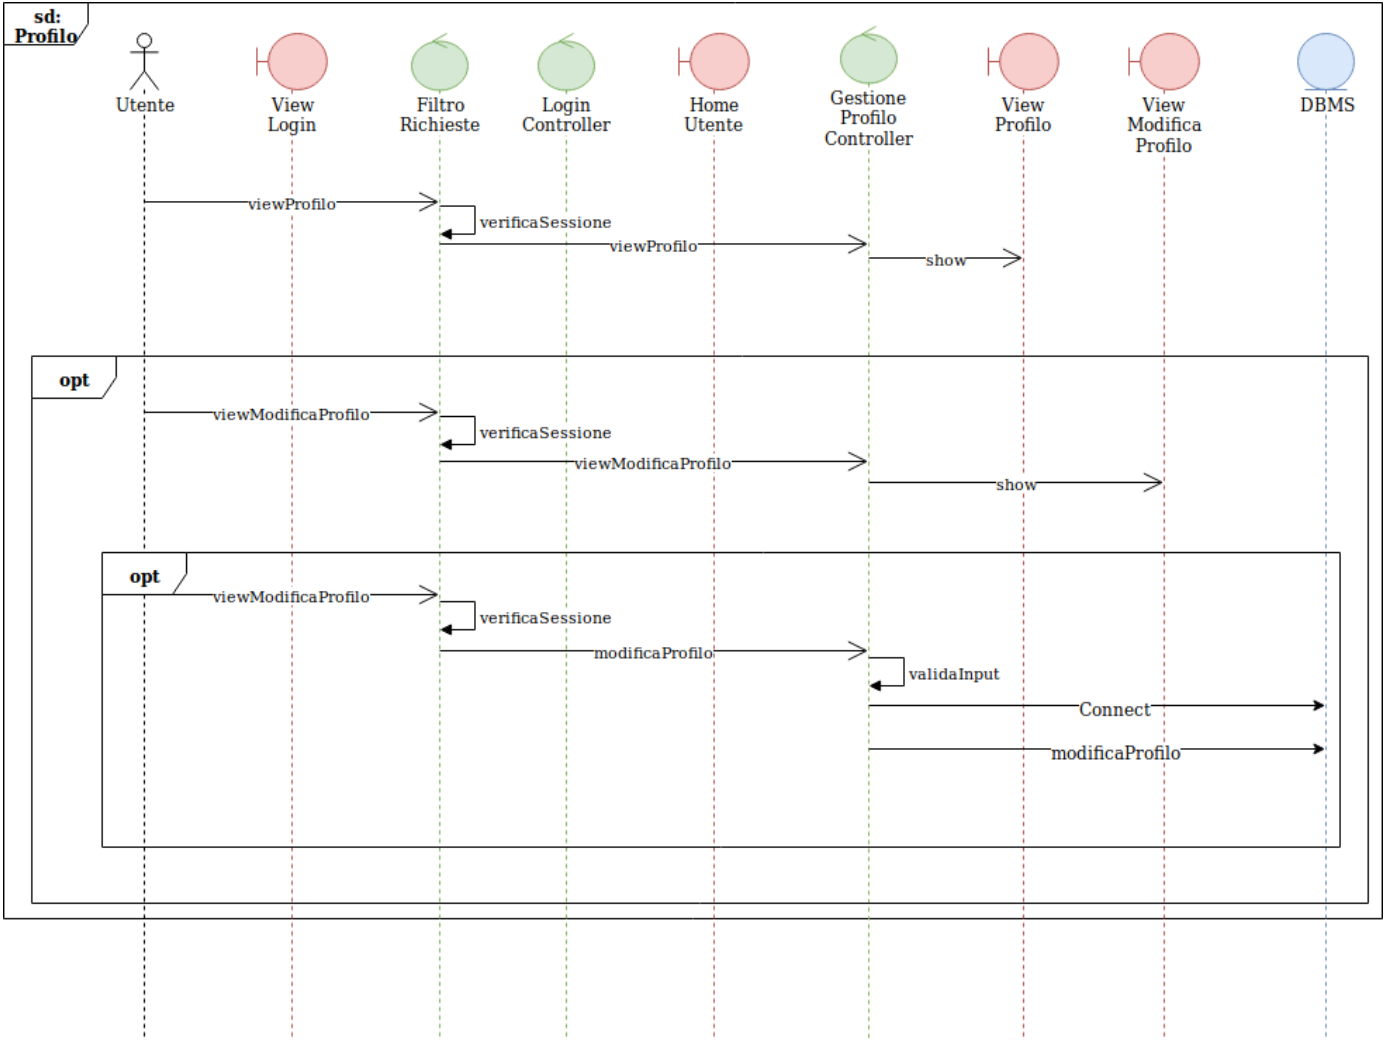 sd:
Profilo
Utente
View
Login
Filtro
Richieste
Login
Controller
Home
Utente
Gestione
Profilo
Controller
View
Profilo
View
Modifica
Profilo
DBMS
viewProfilo
verificaSessione
viewProfilo
show
opt
viewModificaProfilo
verificaSessione
viewModificaProfilo
show
opt
viewModificaProfilo
verificaSessione
modificaProfilo
validaInput
Connect
modificaProfilo